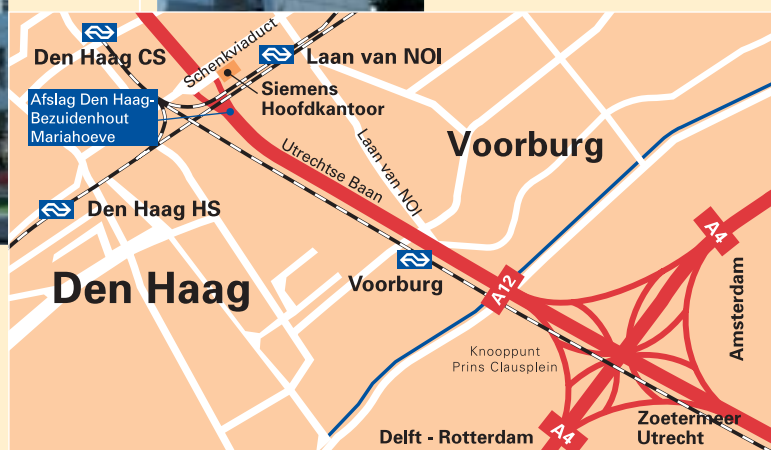 Den Haag CS
Schenkviaduct
Laan van NOI
Siemens
Hoofdkantoor
Afslag Den Haag-
Bezuidenhout
Mariahoeve
Utrechtse Baan
Laan van NOI
Voorburg
Den Haag HS
Den Haag
Voorburg
A12
A4
Amsterdam
Knooppunt
Prins Clausplein
Delft - Rotterdam
A4
Zoetermeer
Utrecht